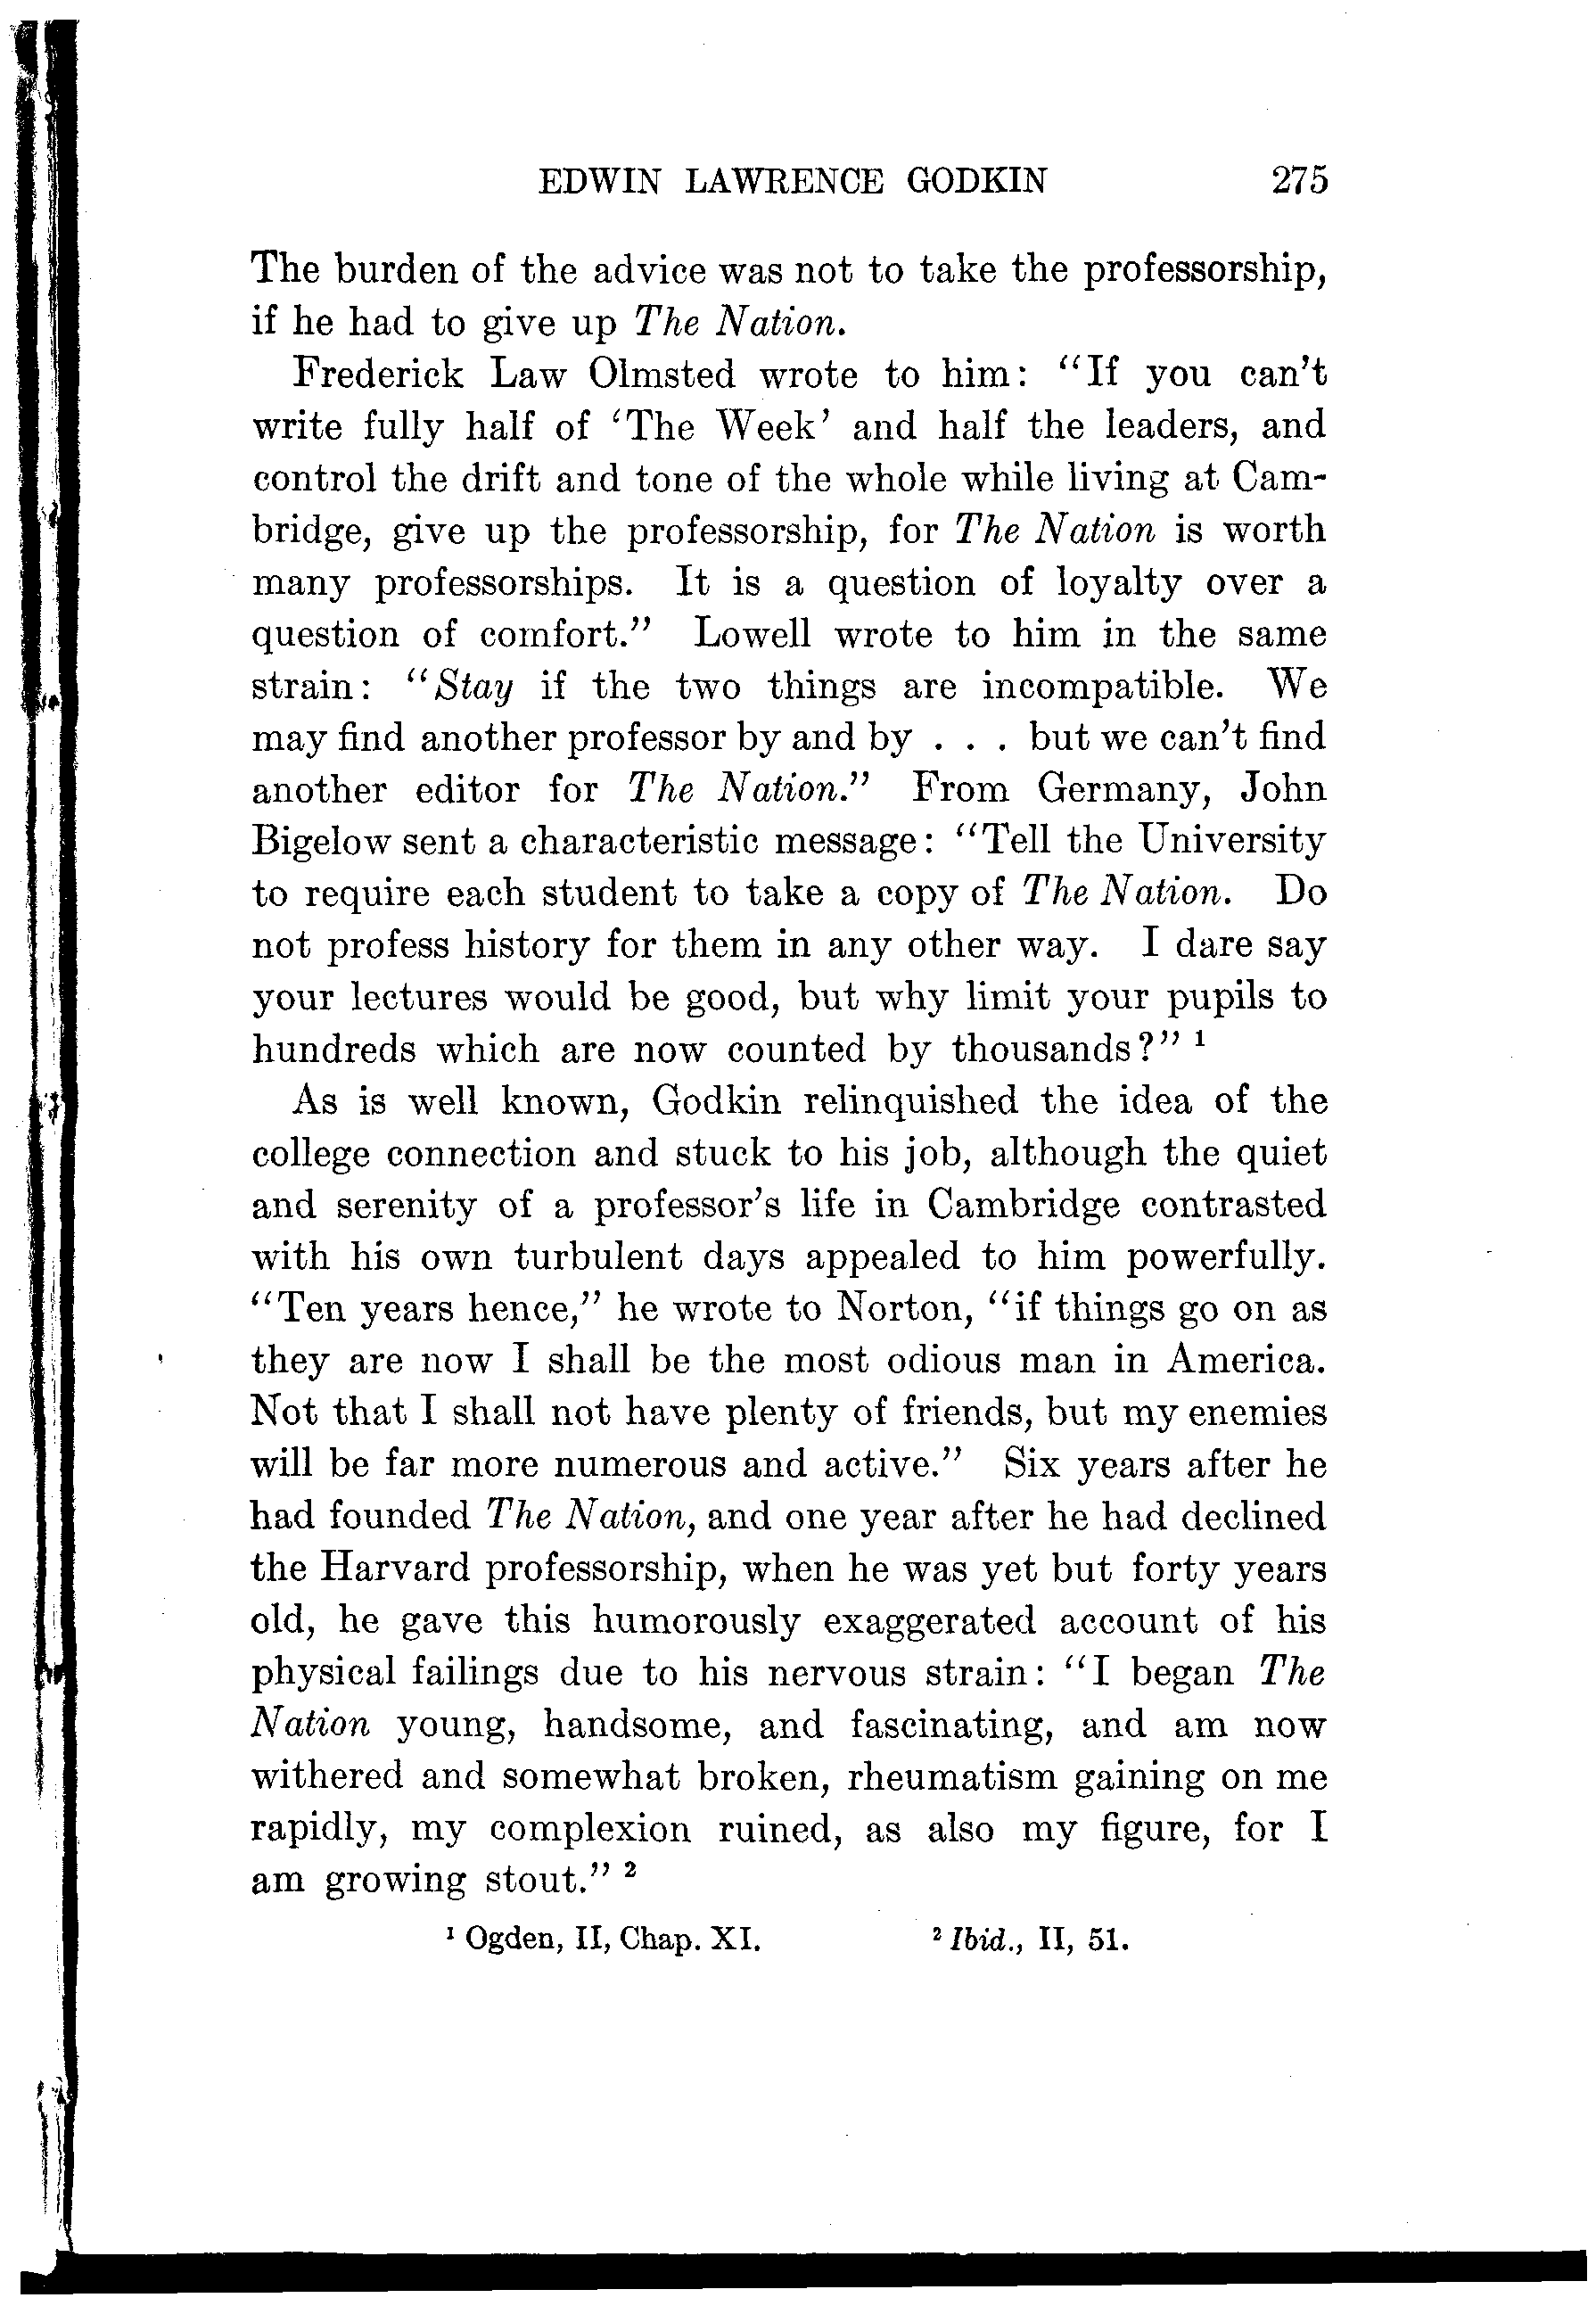 EDWIN LAWRENCE GODKIN 275
The burden of the advice was not to take the professorship,
if he had to give up The Nation.
Frederick Law Olmsted wrote to him: "If you can't
write fully half of 'The Week' and half the leaders, and
control the drift and tone of the whole while living at Cam-
bridge, give up the professorship, for The Nation is worth
many professorships. It is a question of loyalty over a
question of comfort." Lowell wrote to him in the same
strain: "Stay if the two things are incompatible. We
may find another professor by and by . . . but we can't find
another editor for The Nation." From Germany, John
Bigelow sent a characteristic message: "Tell the University
to require each student to take a copy of The Nation. Do
not profess history for them in any other way. I dare say
your lectures would be good, but why limit your pupils to
hundreds which are now counted by thousands?" 1
As is well known, Godkin relinquished the idea of the
college connection and stuck to his job, although the quiet
and serenity of a professor's life in Cambridge contrasted
with his own turbulent days appealed to him powerfully.
"Ten years hence," he wrote to Norton, "if things go on as
they are now I shall be the most odious man in America.
Not that I shall not have plenty of friends, but my enemies
will be far more numerous and active." Six years after he
had founded The Nation, and one year after he had declined
the Harvard professorship, when he was yet but forty years
old, he gave this humorously exaggerated account of his
physical failings due to his nervous strain: "I began The
Nation young, handsome, and fascinating, and am now
withered and somewhat broken, rheumatism gaining on me
rapidly, my complexion ruined, as also my figure, for I
am growing stout." 2
1 Ogden, II, Chap. XI. 2 Ibid., II, 51.